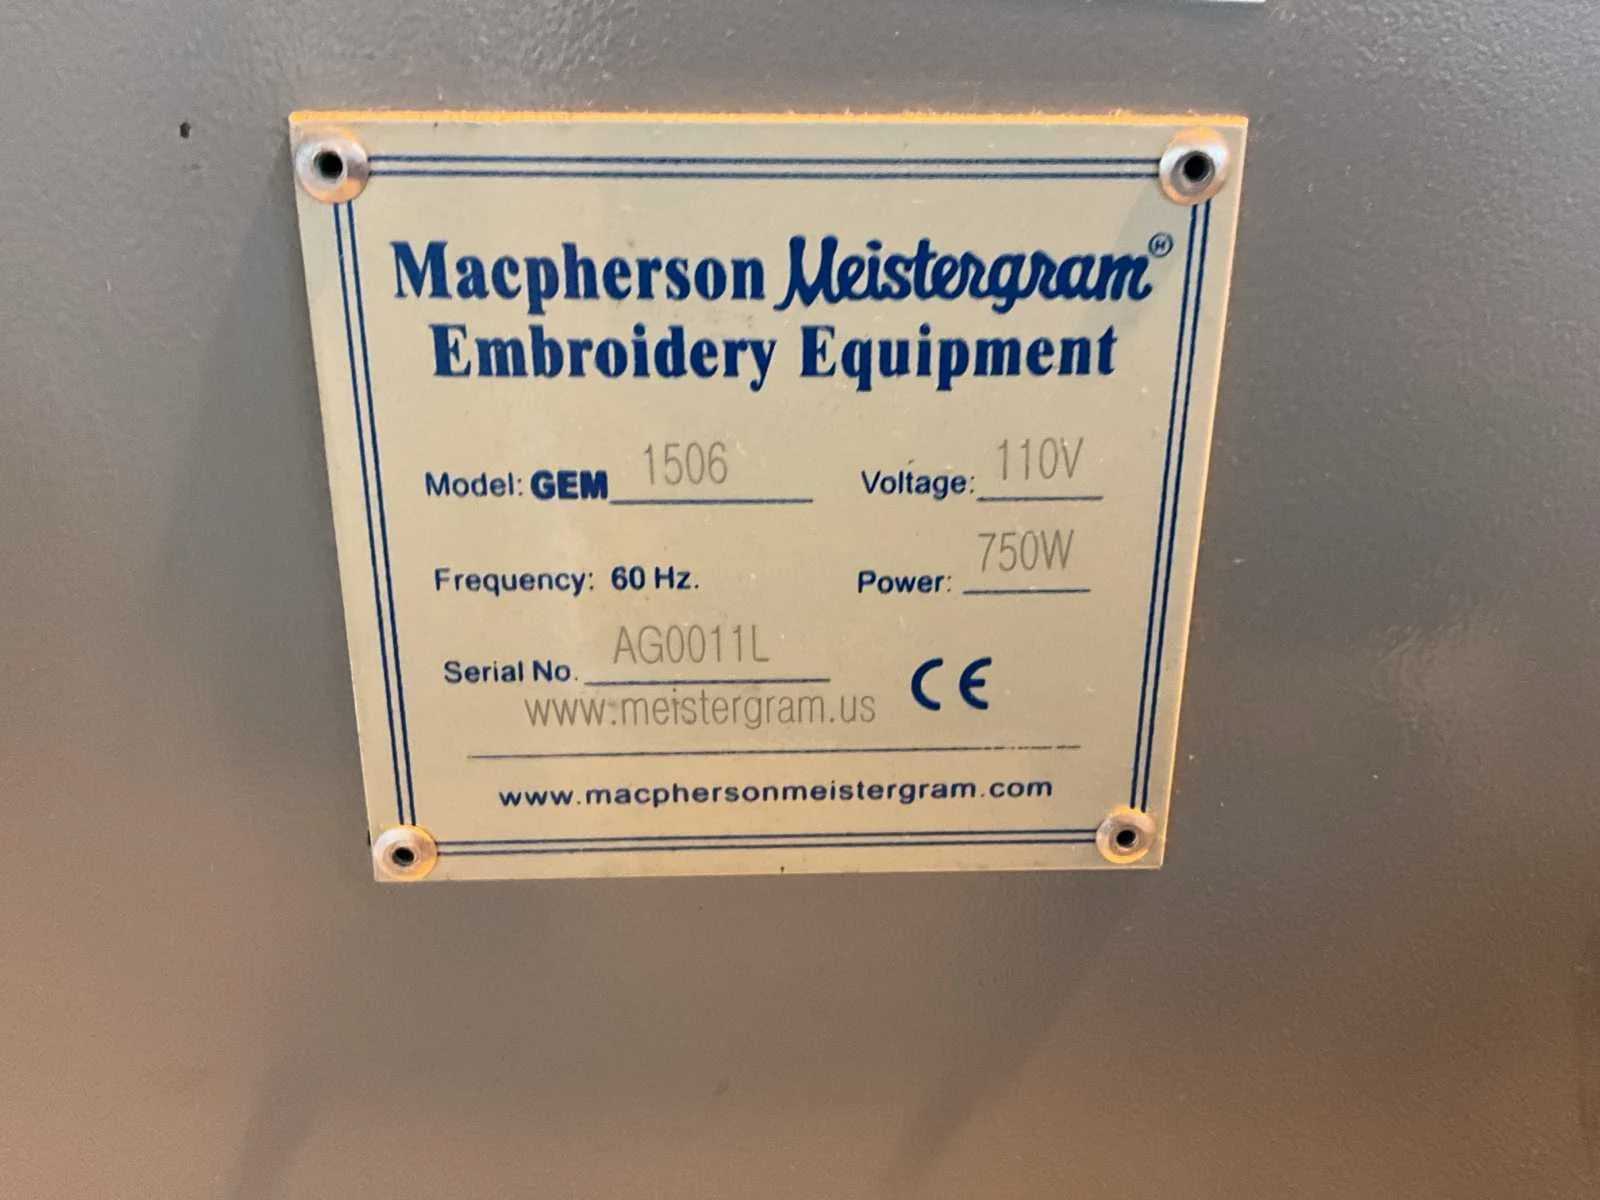 Macpherson Meistergram®
Embroidery Equipment
Model: GEM 1506 Voltage: 110V
Frequency: 60 Hz. Power: 750W
Serial No. AG0011L CE
www.meistergram.us
www.macphersonmeistergram.com